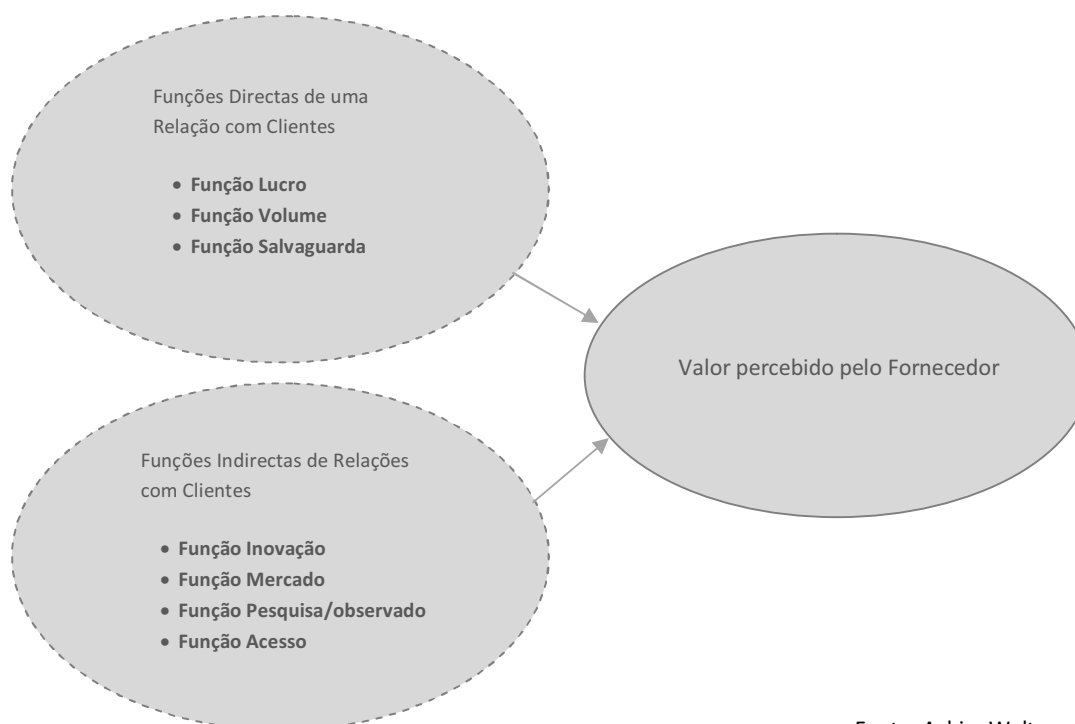 Funções Directas de uma
Relação com Clientes
• Função Lucro
• Função Volume
• Função Salvaguarda
Valor percebido pelo Fornecedor
Funções Indirectas de Relações
com Clientes
• Função Inovação
• Função Mercado
• Função Pesquisa/observado
• Função Acesso